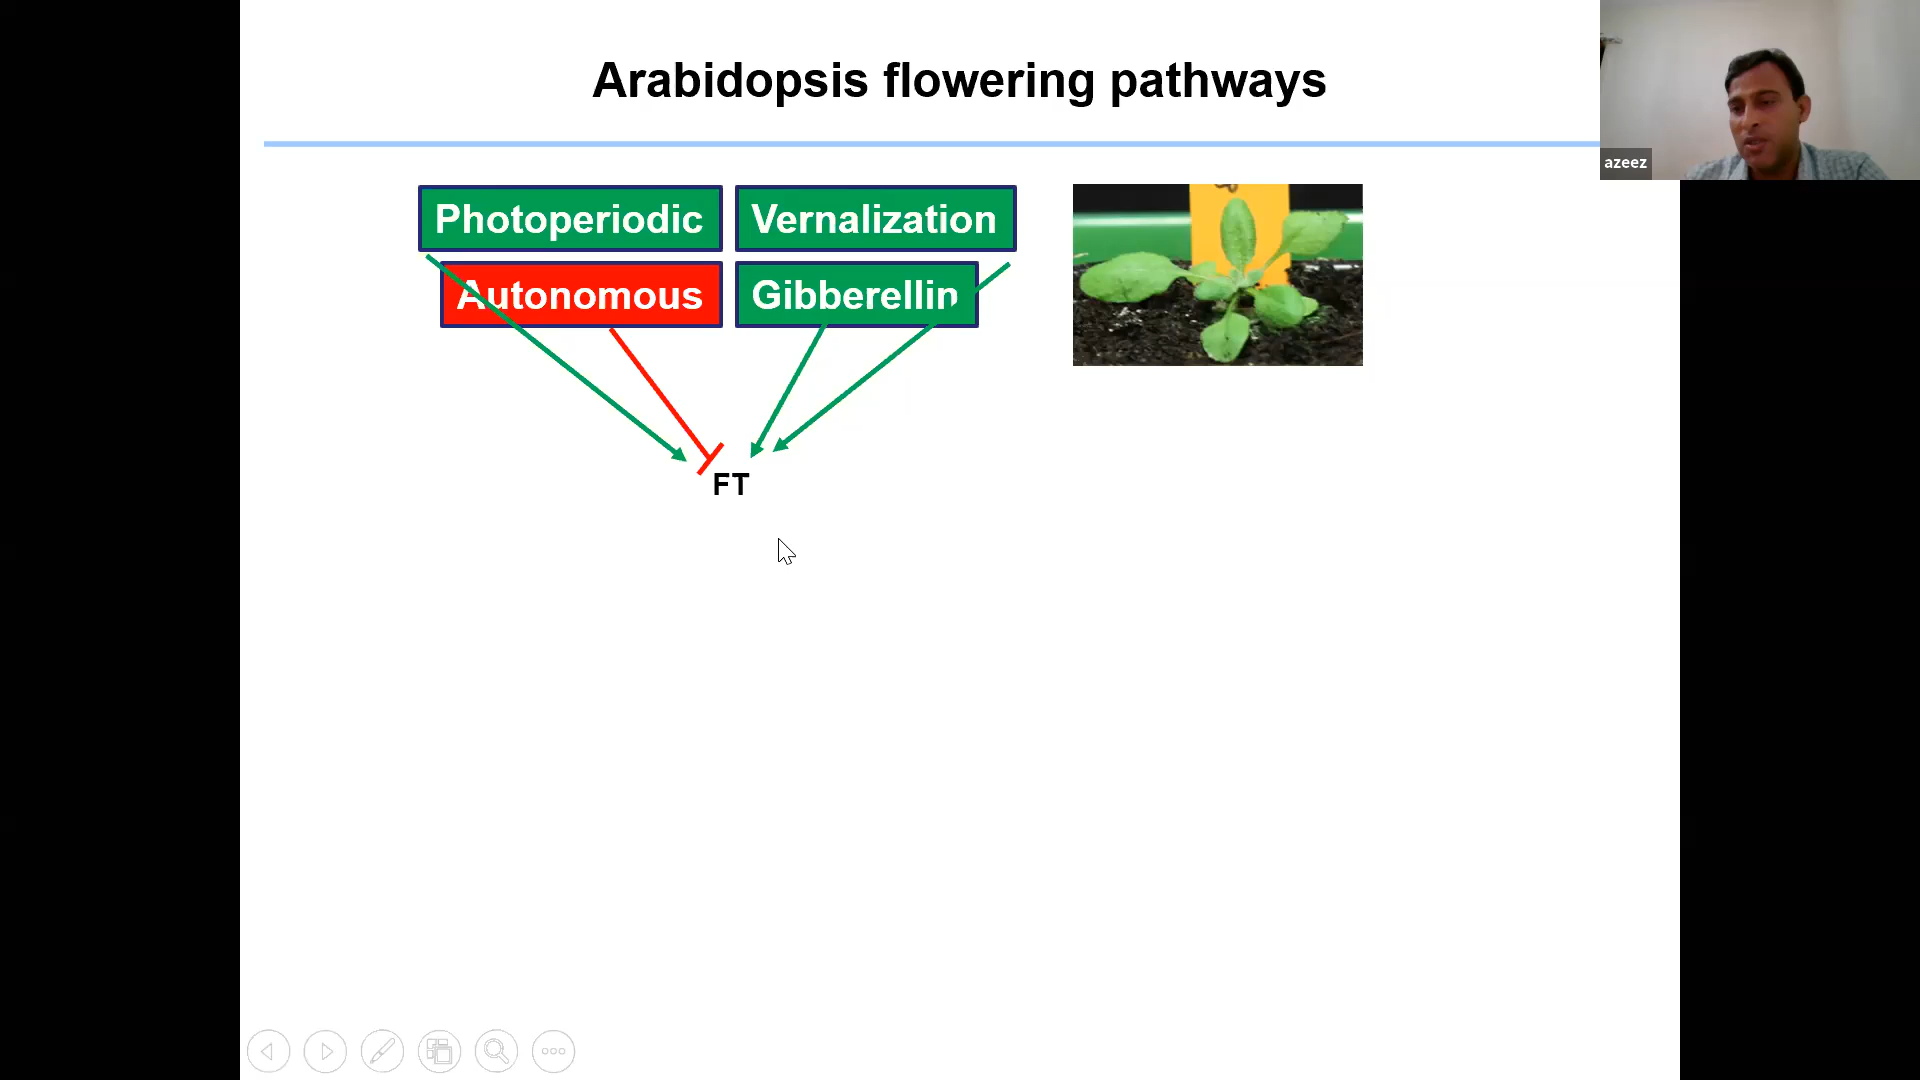 Arabidopsis flowering pathways
azeez
Photoperiodic Vernalization
Autonomous Gibberellin
FT